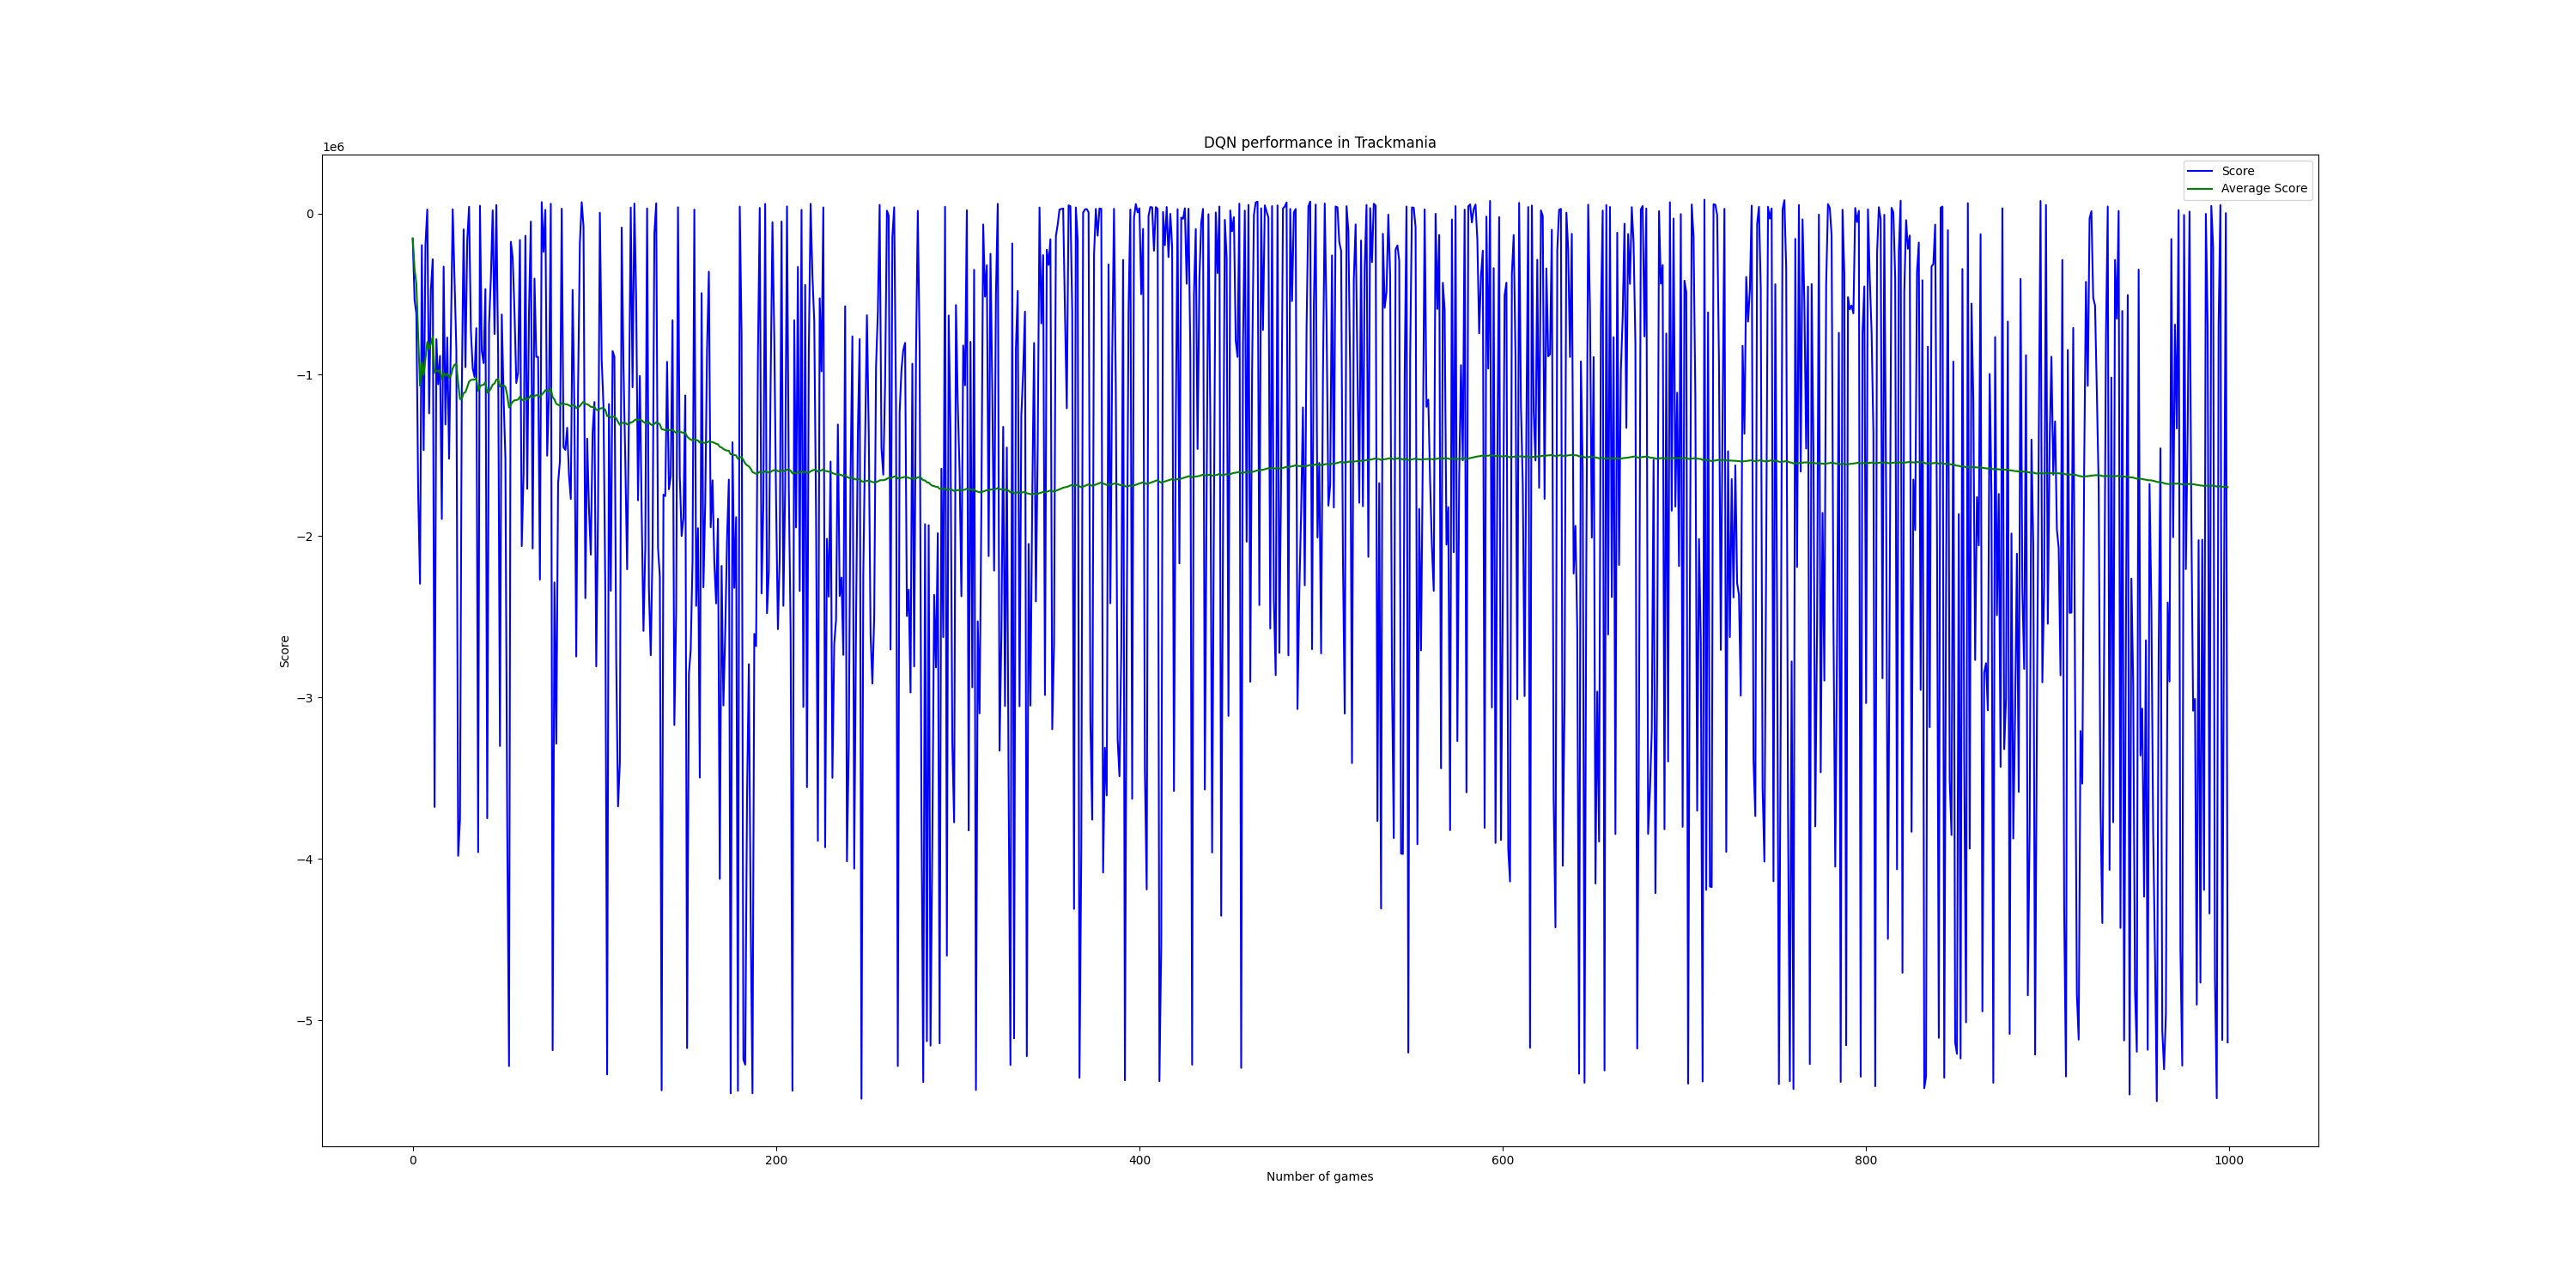 DQN performance in Trackmania
1e6
Score
Average Score
0
−1
−2
−3
−4
−5
Score
0
200
400
600
800
1000
Number of games